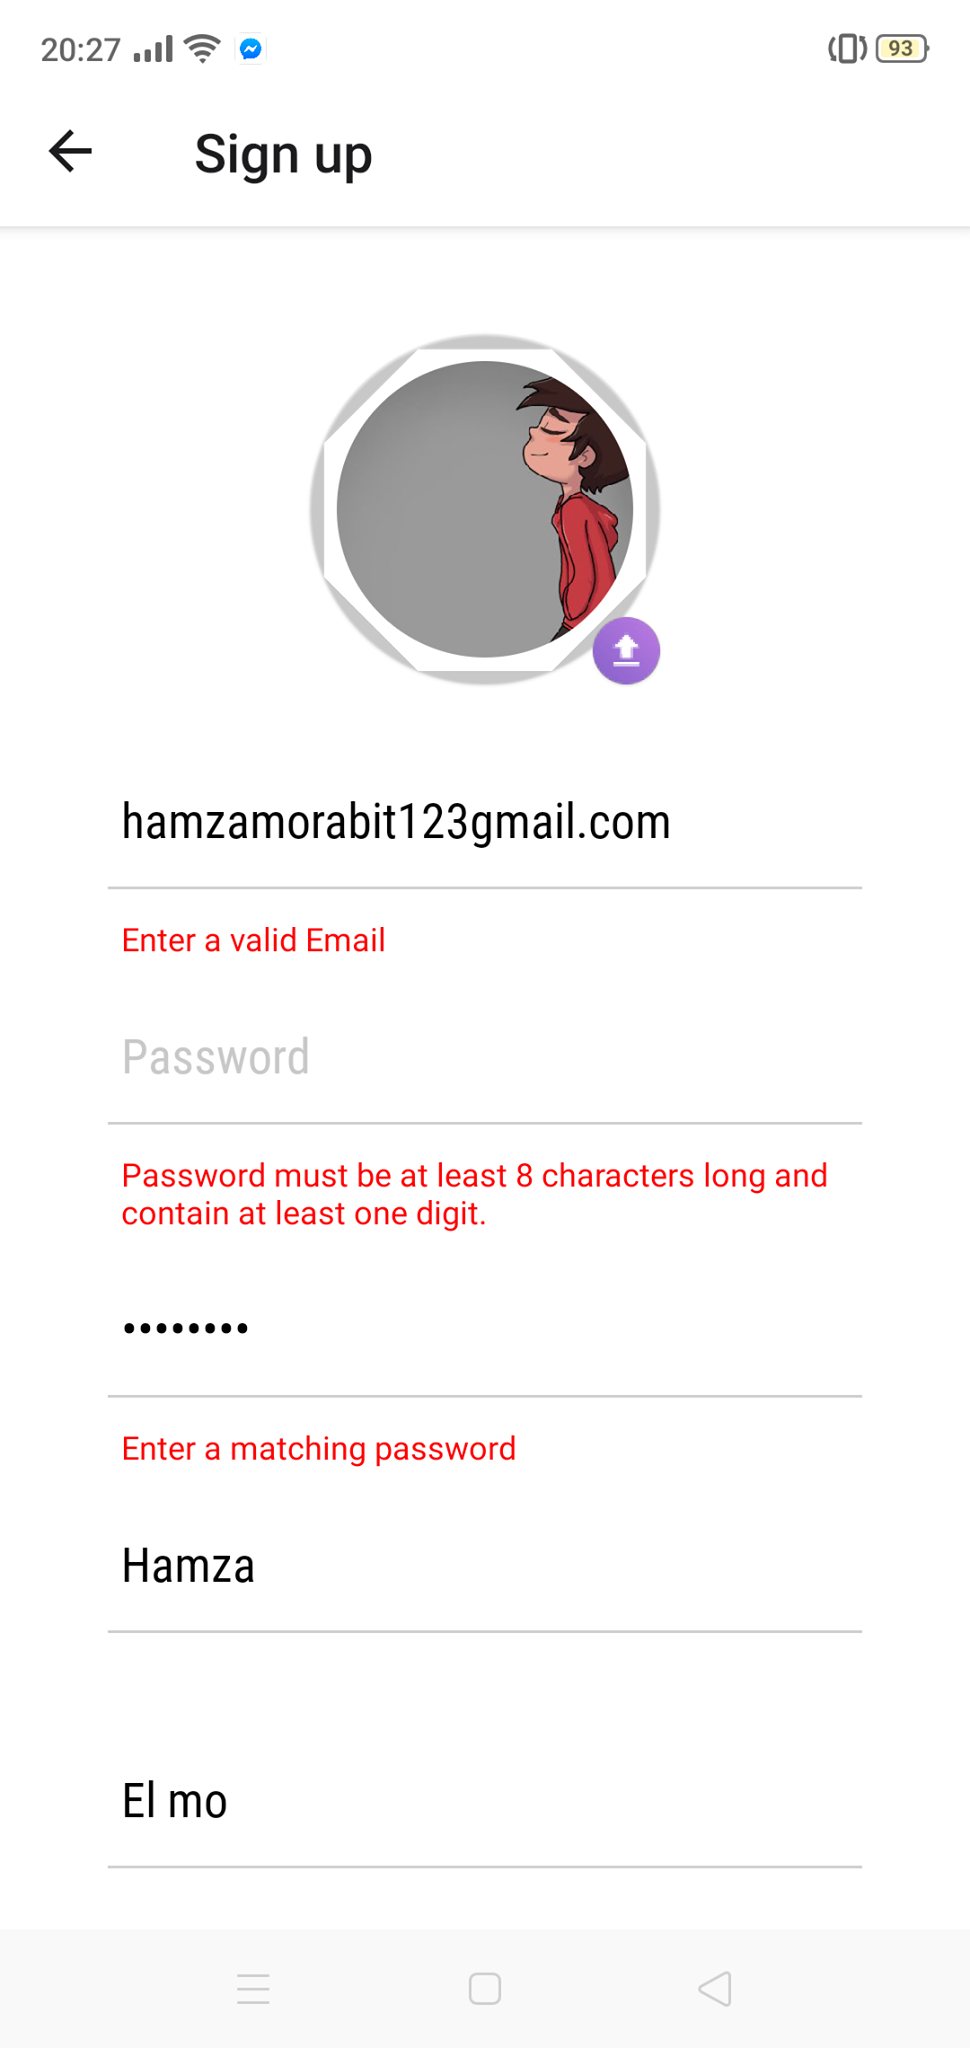 20:27
93
Sign up
hamzamorabit123gmail.com
Enter a valid Email
Password
Password must be at least 8 characters long and
contain at least one digit.
••••••••
Enter a matching password
Hamza
El mo